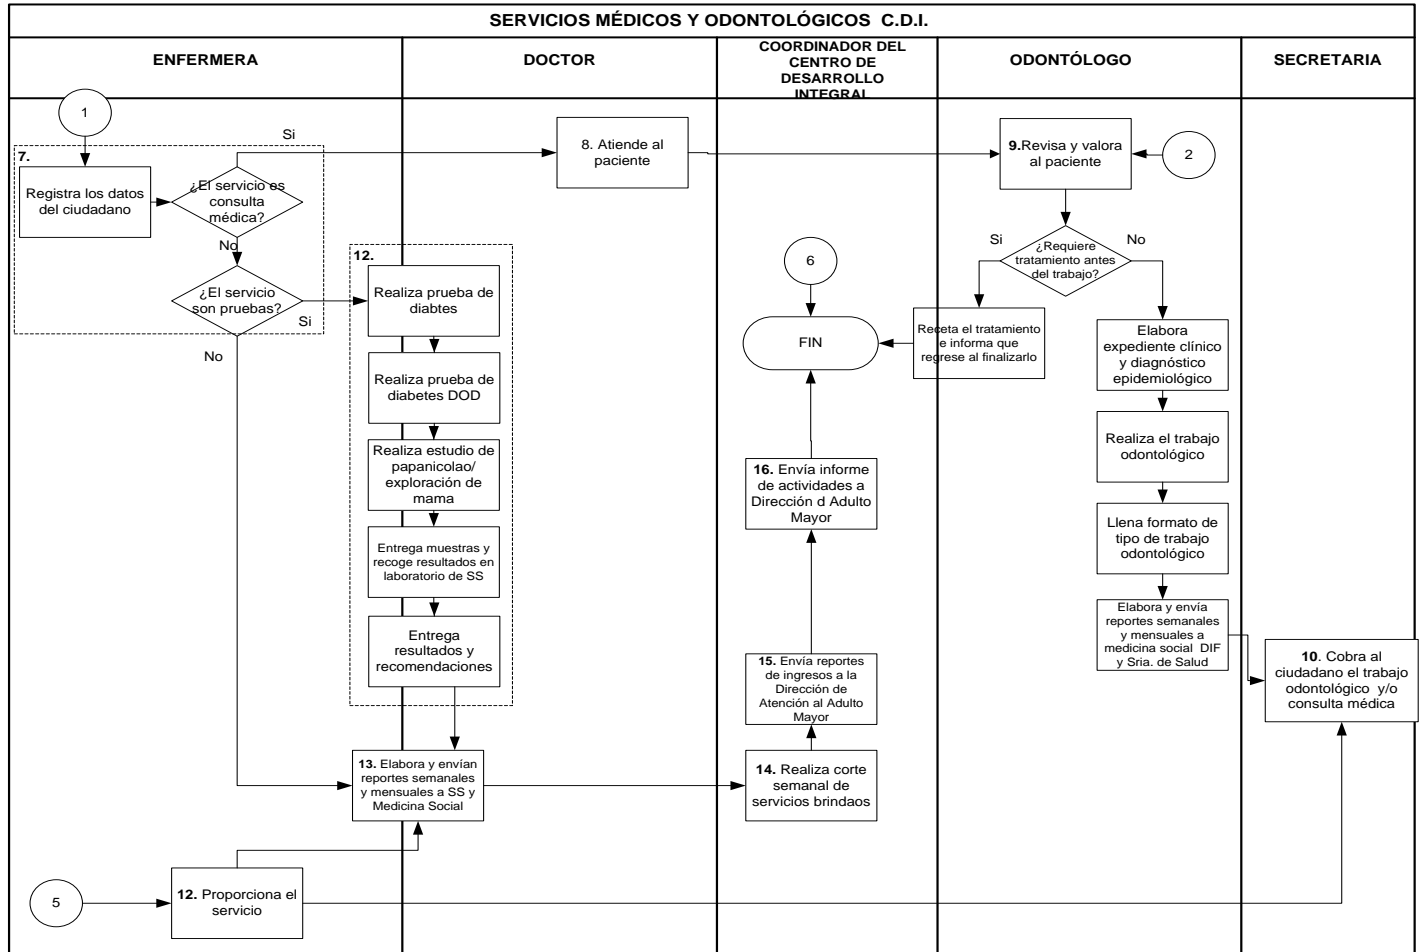 SERVICIOS MÉDICOS Y ODONTOLÓGICOS C.D.I.
ENFERMERA
DOCTOR
COORDINADOR DEL
CENTRO DE
DESARROLLO
INTEGRAL
ODONTÓLOGO
SECRETARIA
1
Si
7.
Registra los datos
del ciudadano
¿El servicio es
consulta
médica?
No
¿El servicio
son pruebas?
Si
No
8. Atiende al
paciente
9.Revisa y valora
al paciente
2
¿Requiere
tratamiento antes
del trabajo?
Si
No
6
FIN
Receta el tratamiento
e informa que
regrese al finalizarlo
Elabora
expediente clínico
y diagnóstico
epidemiológico
Realiza el trabajo
odontológico
Llena formato de
tipo de trabajo
odontológico
Elabora y envía
reportes semanales
y mensuales a
medicina social DIF
y Sria. de Salud
10. Cobra al
ciudadano el trabajo
odontológico y/o
consulta médica
12.
Realiza prueba de
diabtes
Realiza prueba de
diabetes DOD
Realiza estudio de
papanicolao/
exploración de
mama
Entrega muestras y
recoge resultados en
laboratorio de SS
Entrega
resultados y
recomendaciones
13. Elabora y envían
reportes semanales
y mensuales a SS y
Medicina Social
16. Envía informe
de actividades a
Dirección d Adulto
Mayor
15. Envía reportes
de ingresos a la
Dirección de
Atención al Adulto
Mayor
14. Realiza corte
semanal de
servicios brindaos
5
12. Proporciona el
servicio